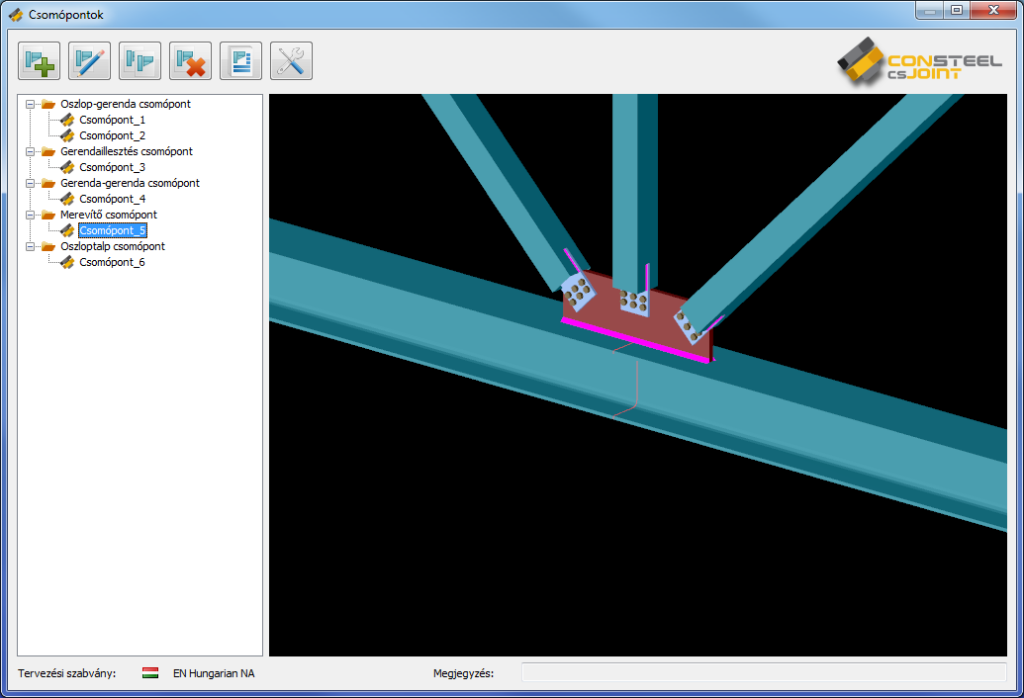 Csomópontok
CONSTEEL
CSJOINT
Oszlop-gerenda csomópont
Csomópont_1
Csomópont_2
Gerendaillesztés csomópont
Csomópont_3
Gerenda-gerenda csomópont
Csomópont_4
Merevítő csomópont
Csomópont_5
Oszloptalp csomópont
Csomópont_6
Tervezési szabvány: EN Hungarian NA Megjegyzés: